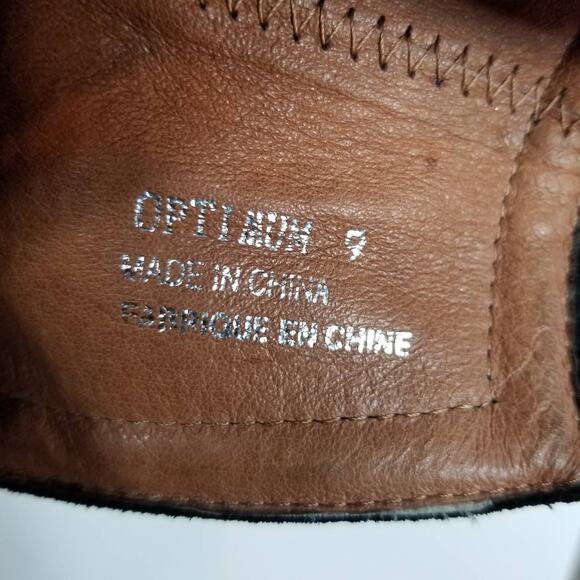 OPTIMUM 9
MADE IN CHINA
FABRIQUE EN CHINE